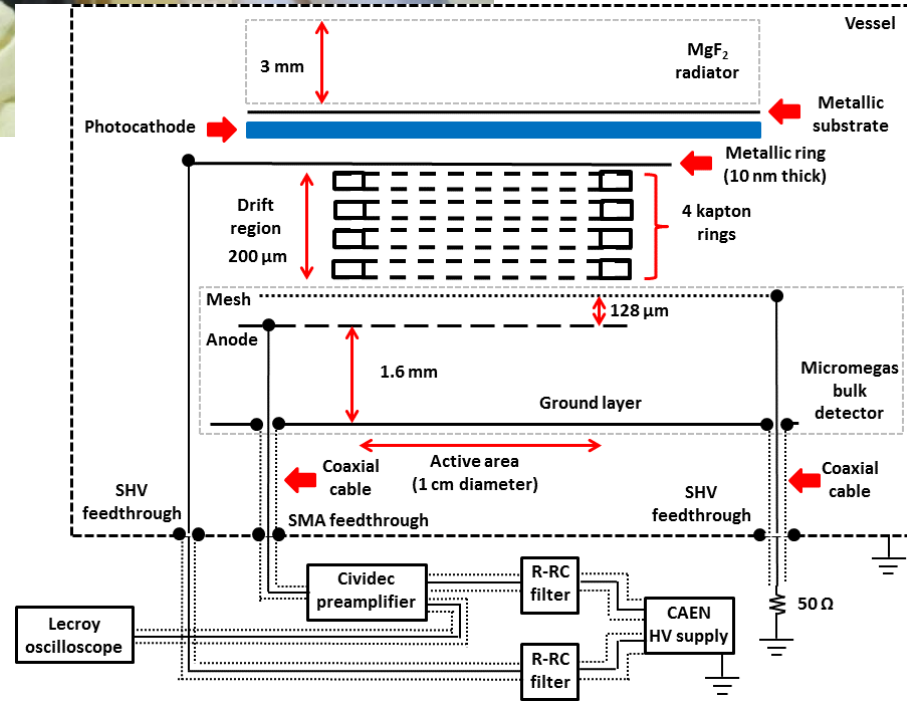 Vessel
3 mm
MgF₂
radiator
Photocathode
Metallic
substrate
Metallic ring
(10 nm thick)
Drift
region
200 µm
4 kapton
rings
Mesh
128 µm
Anode
1.6 mm
Micromegas
bulk
detector
Ground layer
Coaxial
cable
Active area
(1 cm diameter)
Coaxial
cable
SHV
feedthrough
SMA feedthrough
SHV
feedthrough
Cividec
preamplifier
R-RC
filter
CAEN
HV supply
50 Ω
Lecroy
oscilloscope
R-RC
filter